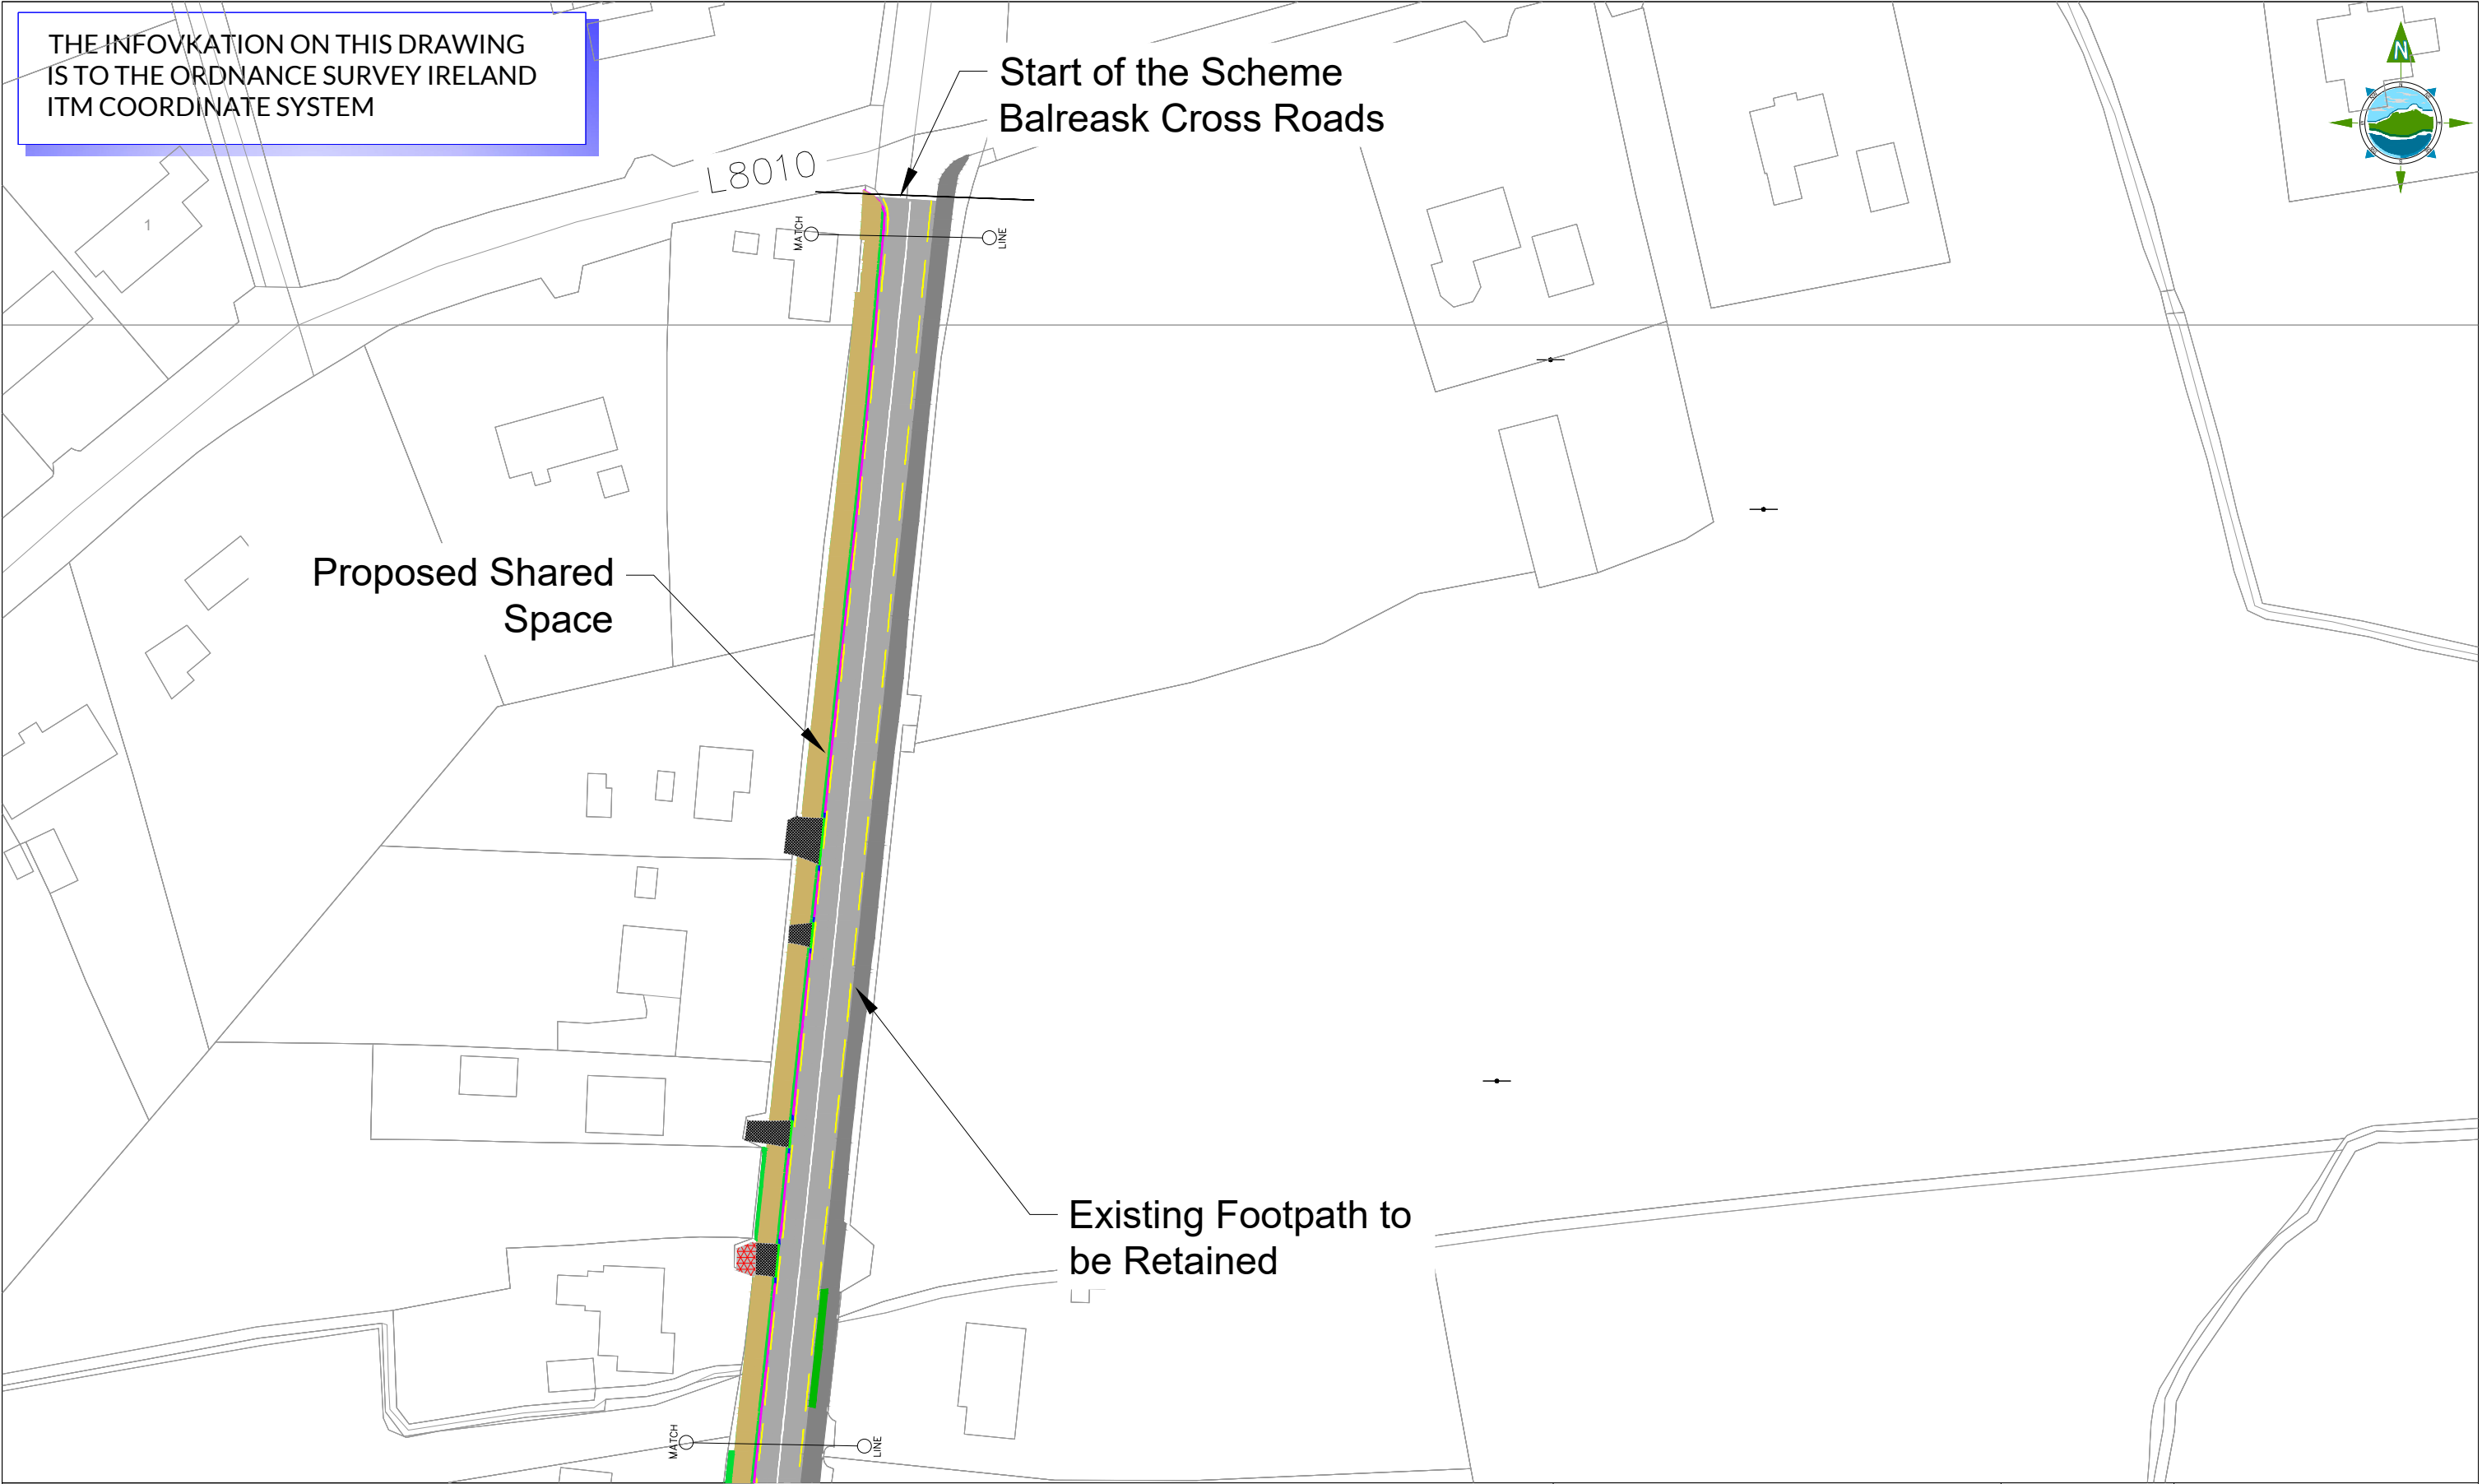 THE INFOVKATION ON THIS DRAWING
IS TO THE ORDNANCE SURVEY IRELAND
ITM COORDINATE SYSTEM
Start of the Scheme
Balreask Cross Roads
N
L8010
1
MATCH
LINE
Proposed Shared
Space
Existing Footpath to
be Retained
MATCH
LINE